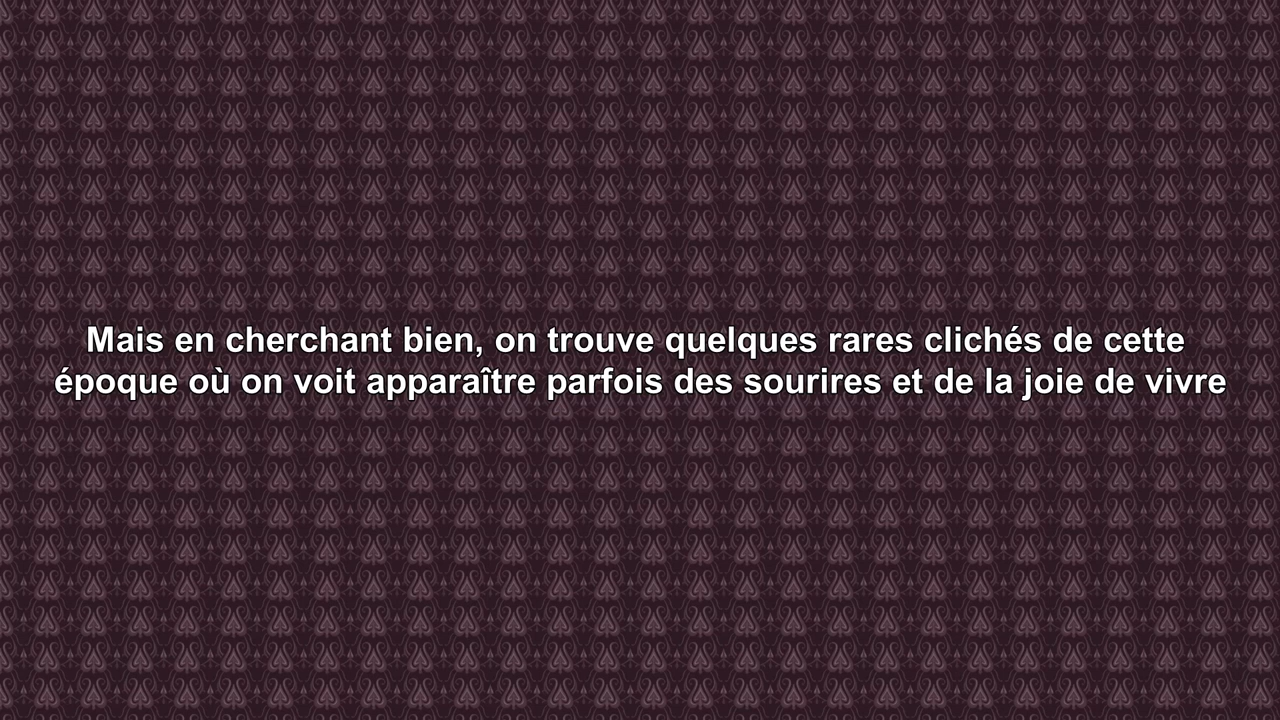 Mais en cherchant bien, on trouve quelques rares clichés de cette
époque où on voit apparaître parfois des sourires et de la joie de vivre